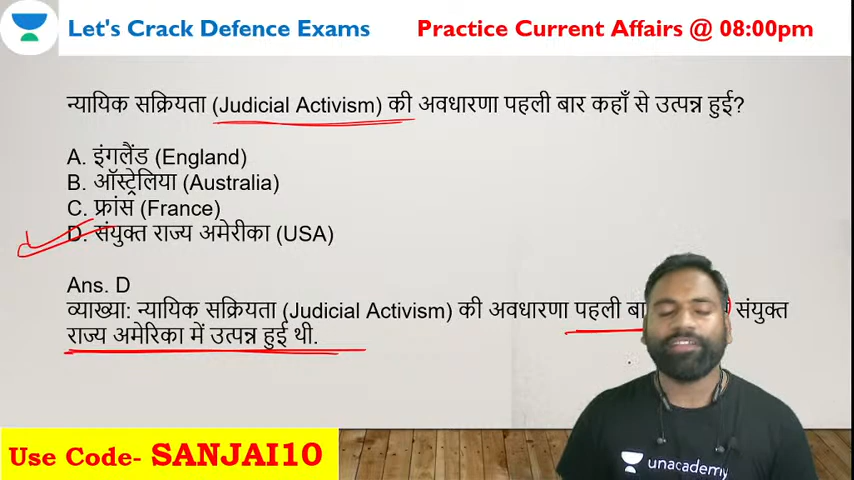 Let's Crack Defence Exams
Practice Current Affairs @ 08:00pm
न्यायिक सक्रियता (Judicial Activism) की अवधारणा पहली बार कहाँ से उत्पन्न हुई?
A. इंगलैंड (England)
B. ऑस्ट्रेलिया (Australia)
C. फ्रांस (France)
D. संयुक्त राज्य अमेरीका (USA)
Ans. D
व्याख्या: न्यायिक सक्रियता (Judicial Activism) की अवधारणा पहली संयुक्त
राज्य अमेरिका में उत्पन्न हुई थी.
unacademy
Use Code- SANJAI10